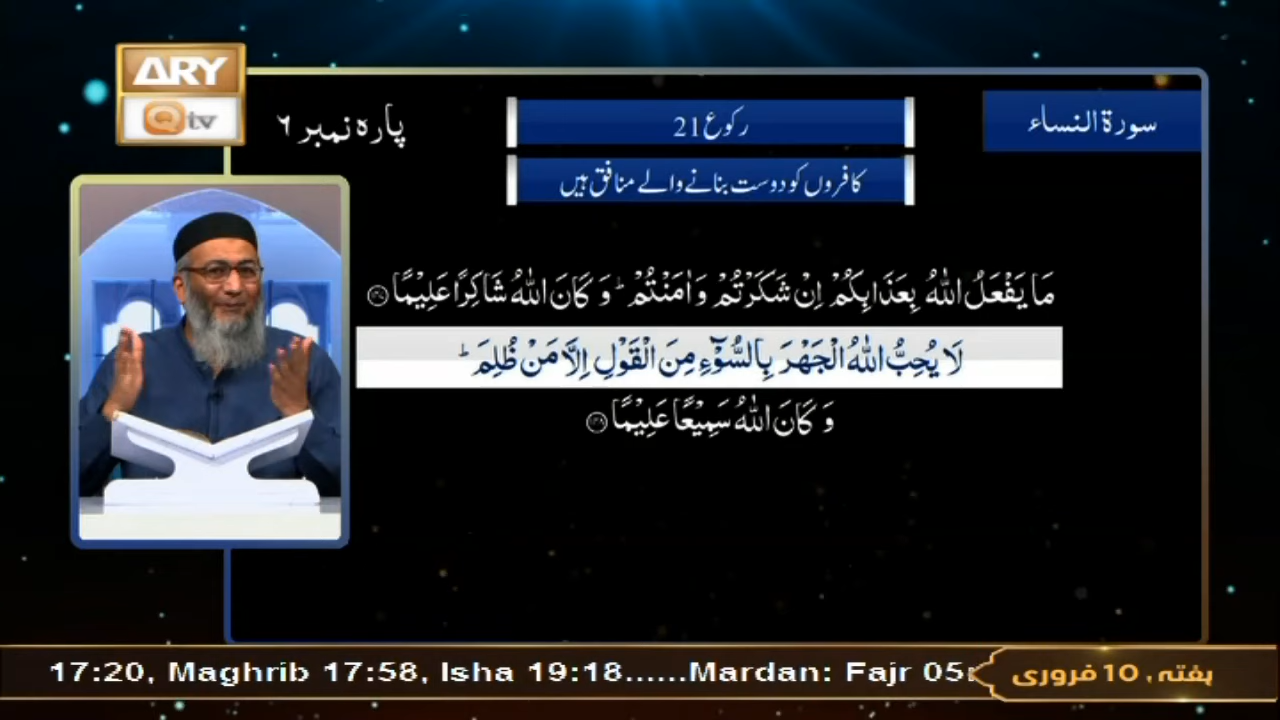 ARY
Qtv
پارہ نمبر ۶
رکوع 21
سورۃ النساء
کافروں کو دوست بنانے والے منافق ہیں
مَا يَفْعَلُ اللّٰهُ بِعَذَابِكُمْ اِنْ شَكَرْتُمْ وَاٰمَنْتُمْ ؕ وَ كَانَ اللّٰهُ شَاكِرًا عَلِيْمًا
لَا يُحِبُّ اللّٰهُ الْجَهْرَ بِالسُّوْٓءِ مِنَ الْقَوْلِ اِلَّا مَنْ ظُلِمَ ؕ
وَ كَانَ اللّٰهُ سَمِيْعًا عَلِيْمًا
17:20, Maghrib 17:58, Isha 19:18......Mardan: Fajr 05:
ہفتہ، 10 فروری